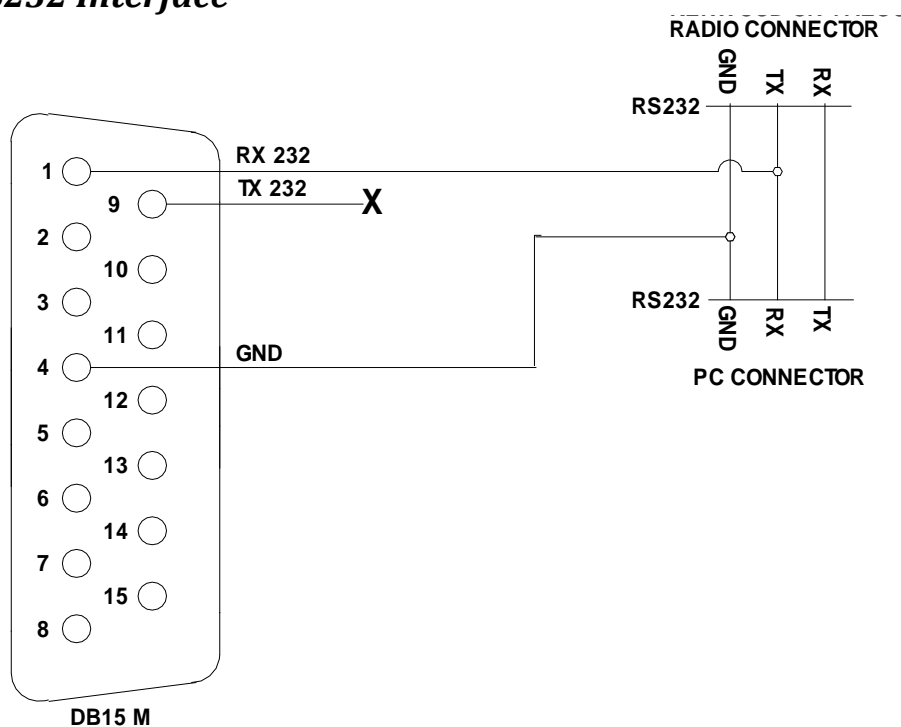 232 Interface
RADIO CONNECTOR
GND TX RX
RS232
RX 232
TX 232
X
GND
RS232
GND RX TX
PC CONNECTOR
1
9
2
10
3
11
4
12
5
13
6
14
7
15
8
DB15 M